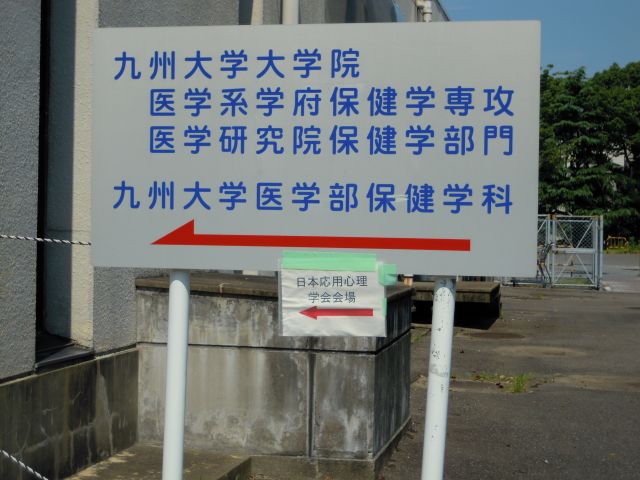 九州大学大学院
医学系学府保健学専攻
医学研究院保健学部門
九州大学医学部保健学科
日本応用心理
学会会場